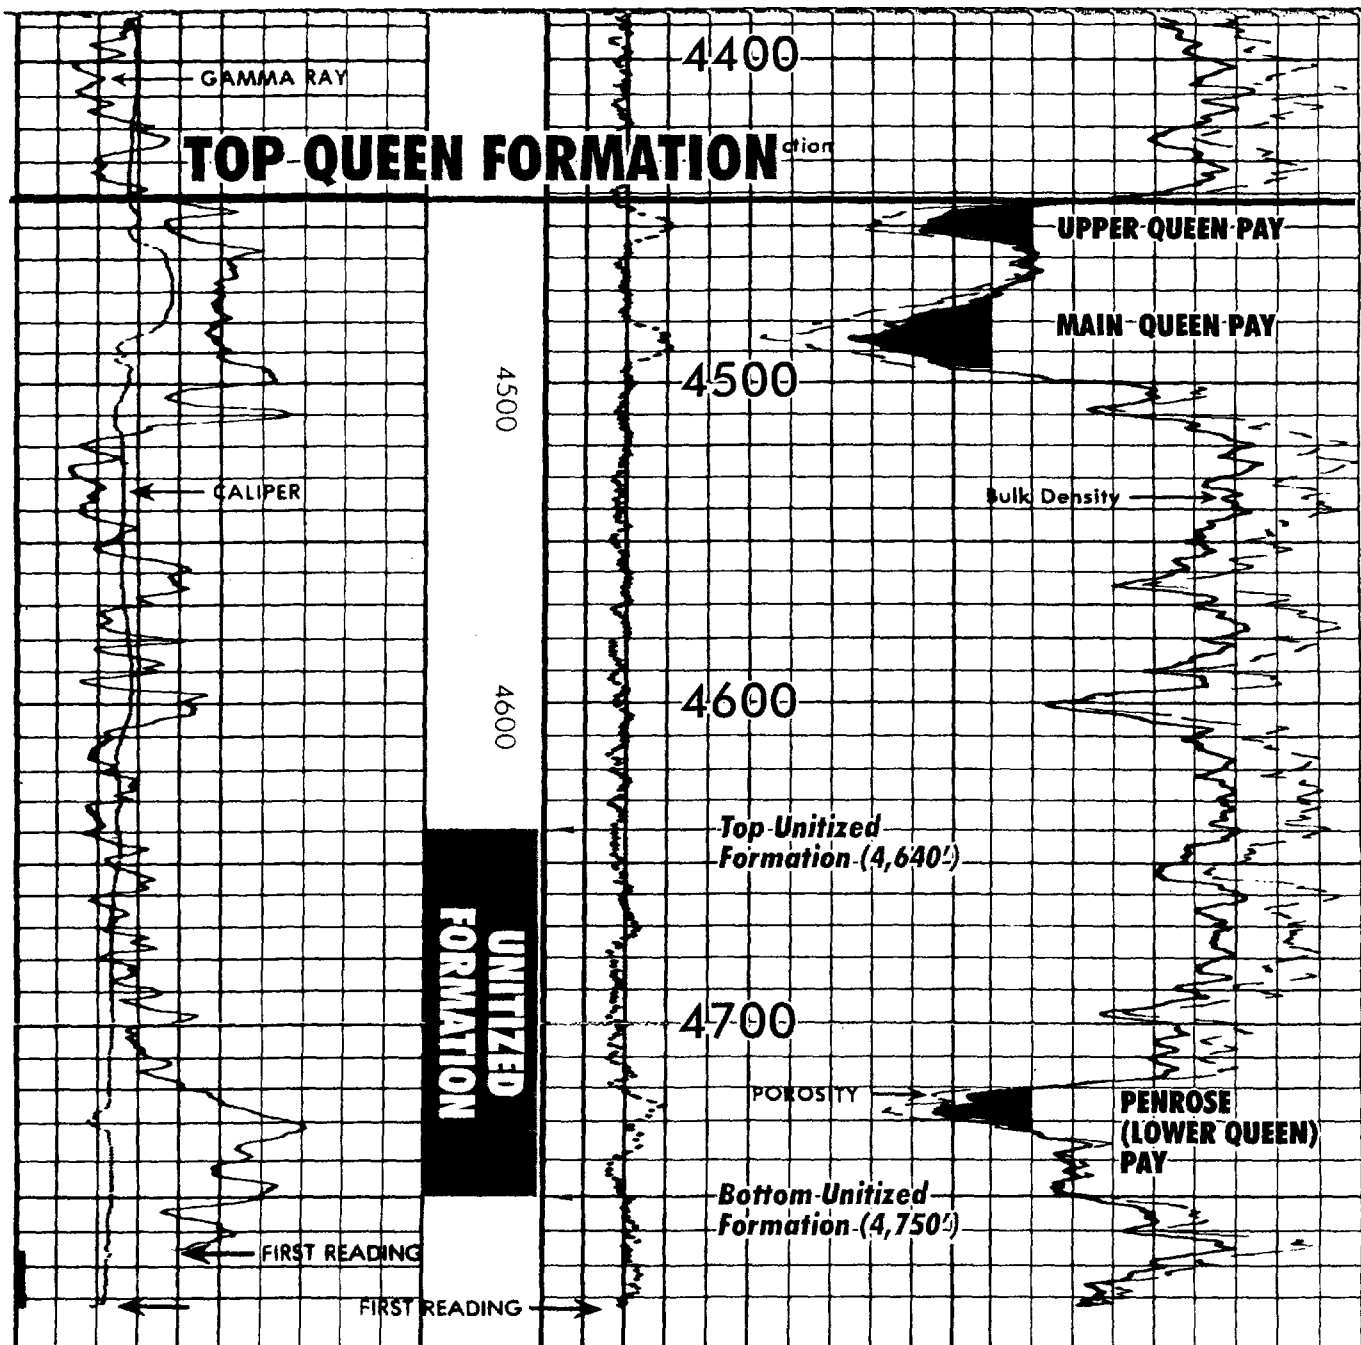 4400
GAMMA RAY
TOP QUEEN FORMATION ction
UPPER QUEEN PAY
MAIN QUEEN PAY
4500
4500
CALIPER
Bulk Density
4600
4600
Top Unitized
Formation (4,640')
UNITIZED
FORMATION
4700
POROSITY
PENROSE
(LOWER QUEEN)
PAY
Bottom Unitized
Formation (4,750')
FIRST READING
FIRST READING